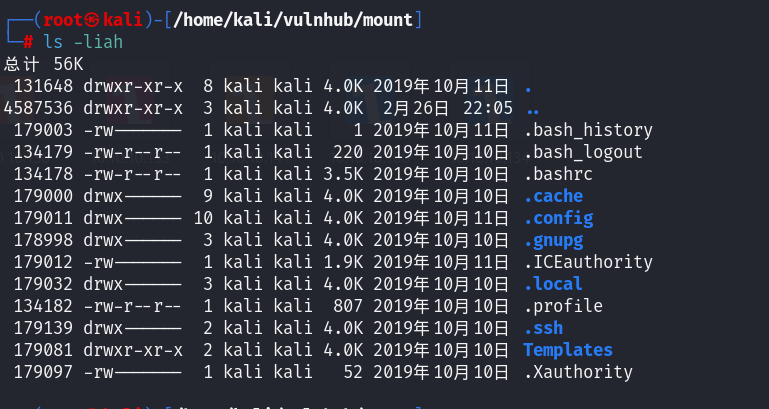 ┌──(root㉿kali)-[/home/kali/vulnhub/mount]
└─# ls -liah
总计 56K
131648 drwxr-xr-x 8 kali kali 4.0K 2019年10月11日 .
4587536 drwxr-xr-x 3 kali kali 4.0K 2月26日 22:05 ..
179003 -rw------- 1 kali kali 1 2019年10月11日 .bash_history
134179 -rw-r--r-- 1 kali kali 220 2019年10月10日 .bash_logout
134178 -rw-r--r-- 1 kali kali 3.5K 2019年10月10日 .bashrc
179000 drwx------ 9 kali kali 4.0K 2019年10月10日 .cache
179011 drwx------ 10 kali kali 4.0K 2019年10月11日 .config
178998 drwx------ 3 kali kali 4.0K 2019年10月10日 .gnupg
179012 -rw------- 1 kali kali 1.9K 2019年10月11日 .ICEauthority
179032 drwx------ 3 kali kali 4.0K 2019年10月10日 .local
134182 -rw-r--r-- 1 kali kali 807 2019年10月10日 .profile
179139 drwx------ 2 kali kali 4.0K 2019年10月10日 .ssh
179081 drwxr-xr-x 2 kali kali 4.0K 2019年10月10日 Templates
179097 -rw------- 1 kali kali 52 2019年10月10日 .Xauthority